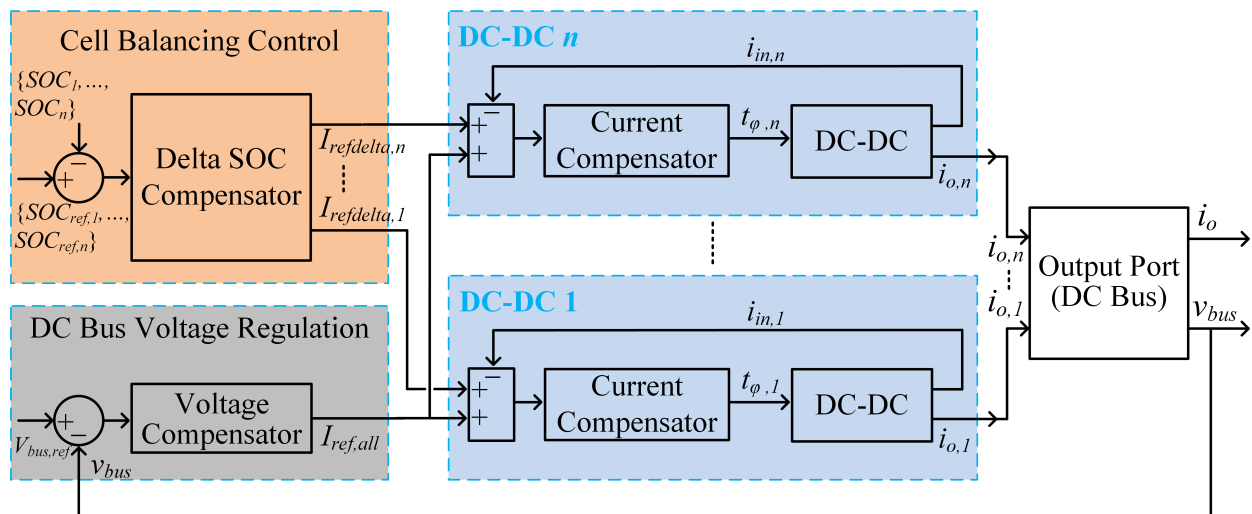 Cell Balancing Control
{SOC1,...,
SOCn}
−
+
{SOCref,1,...,
SOCref,n}
Delta SOC
Compensator
Irefdelta,n
Irefdelta,1
DC Bus Voltage Regulation
Vbus,ref
+
−
vbus
Voltage
Compensator
Iref,all
DC-DC n
iin,n
−
+
+
Current
Compensator
tφ,n
DC-DC
io,n
DC-DC 1
iin,1
−
+
+
Current
Compensator
tφ,1
DC-DC
io,1
io,n
io,1
Output Port
(DC Bus)
io
vbus